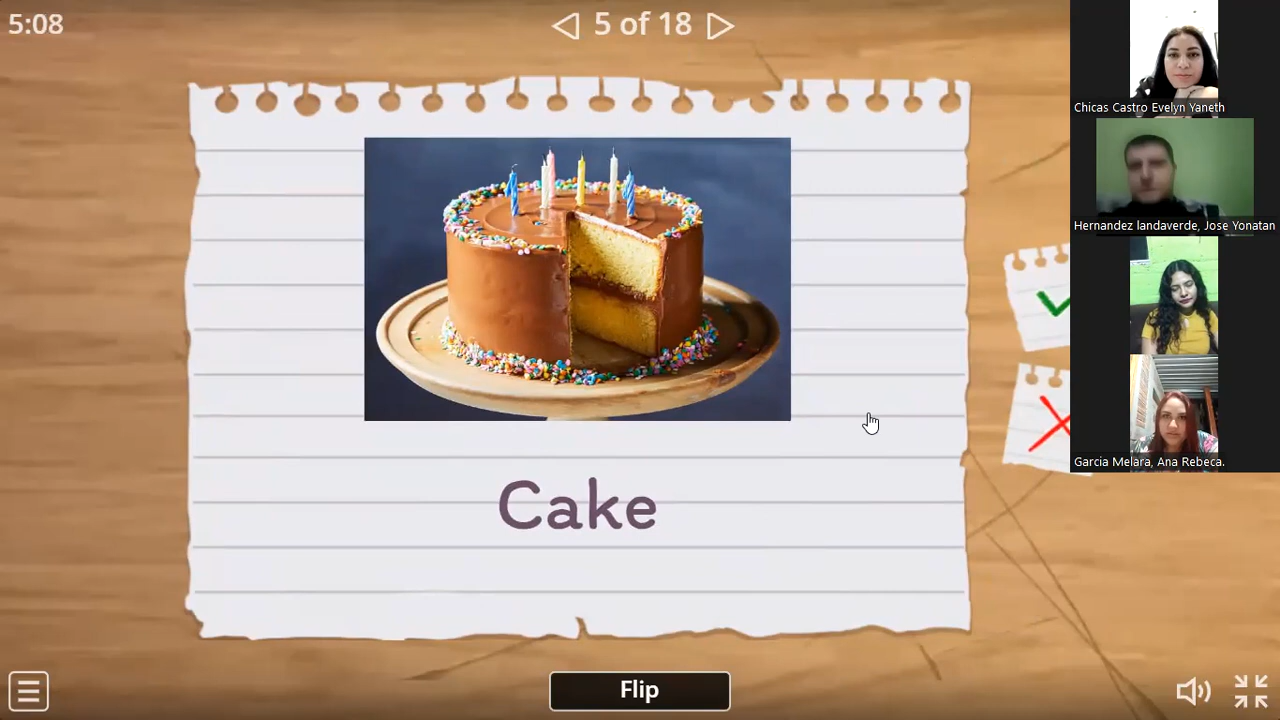 5:08
5 of 18
Chicas Castro Evelyn Yaneth
Hernandez landaverde, Jose Yonatan
Garcia Melara, Ana Rebeca.
Cake
Flip